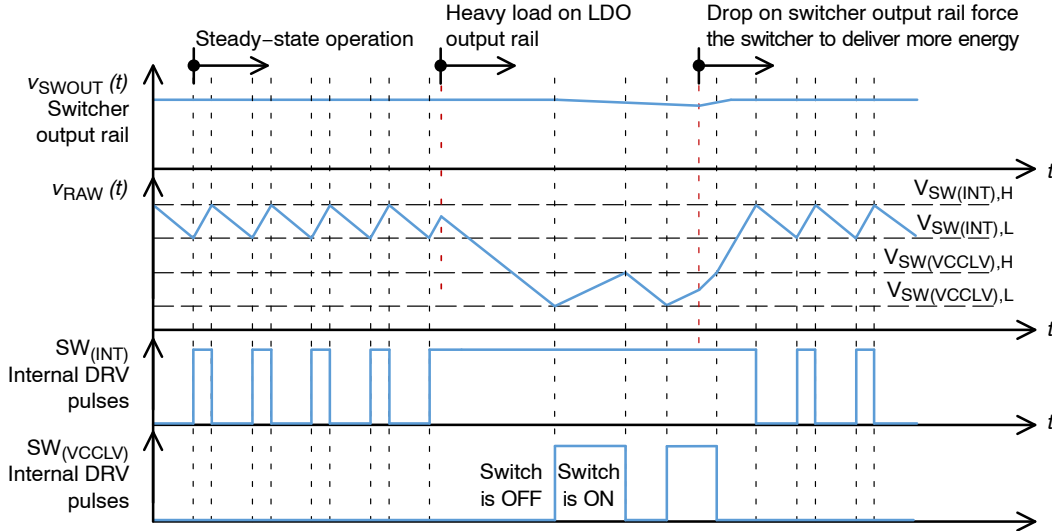 Steady−state operation
Heavy load on LDO
output rail
Drop on switcher output rail force
the switcher to deliver more energy
vSWOUT (t)
Switcher
output rail
t
vRAW (t)
VSW(INT),H
VSW(INT),L
VSW(VCCLV),H
VSW(VCCLV),L
t
SW(INT)
Internal DRV
pulses
t
SW(VCCLV)
Internal DRV
pulses
Switch
is OFF
Switch
is ON
t